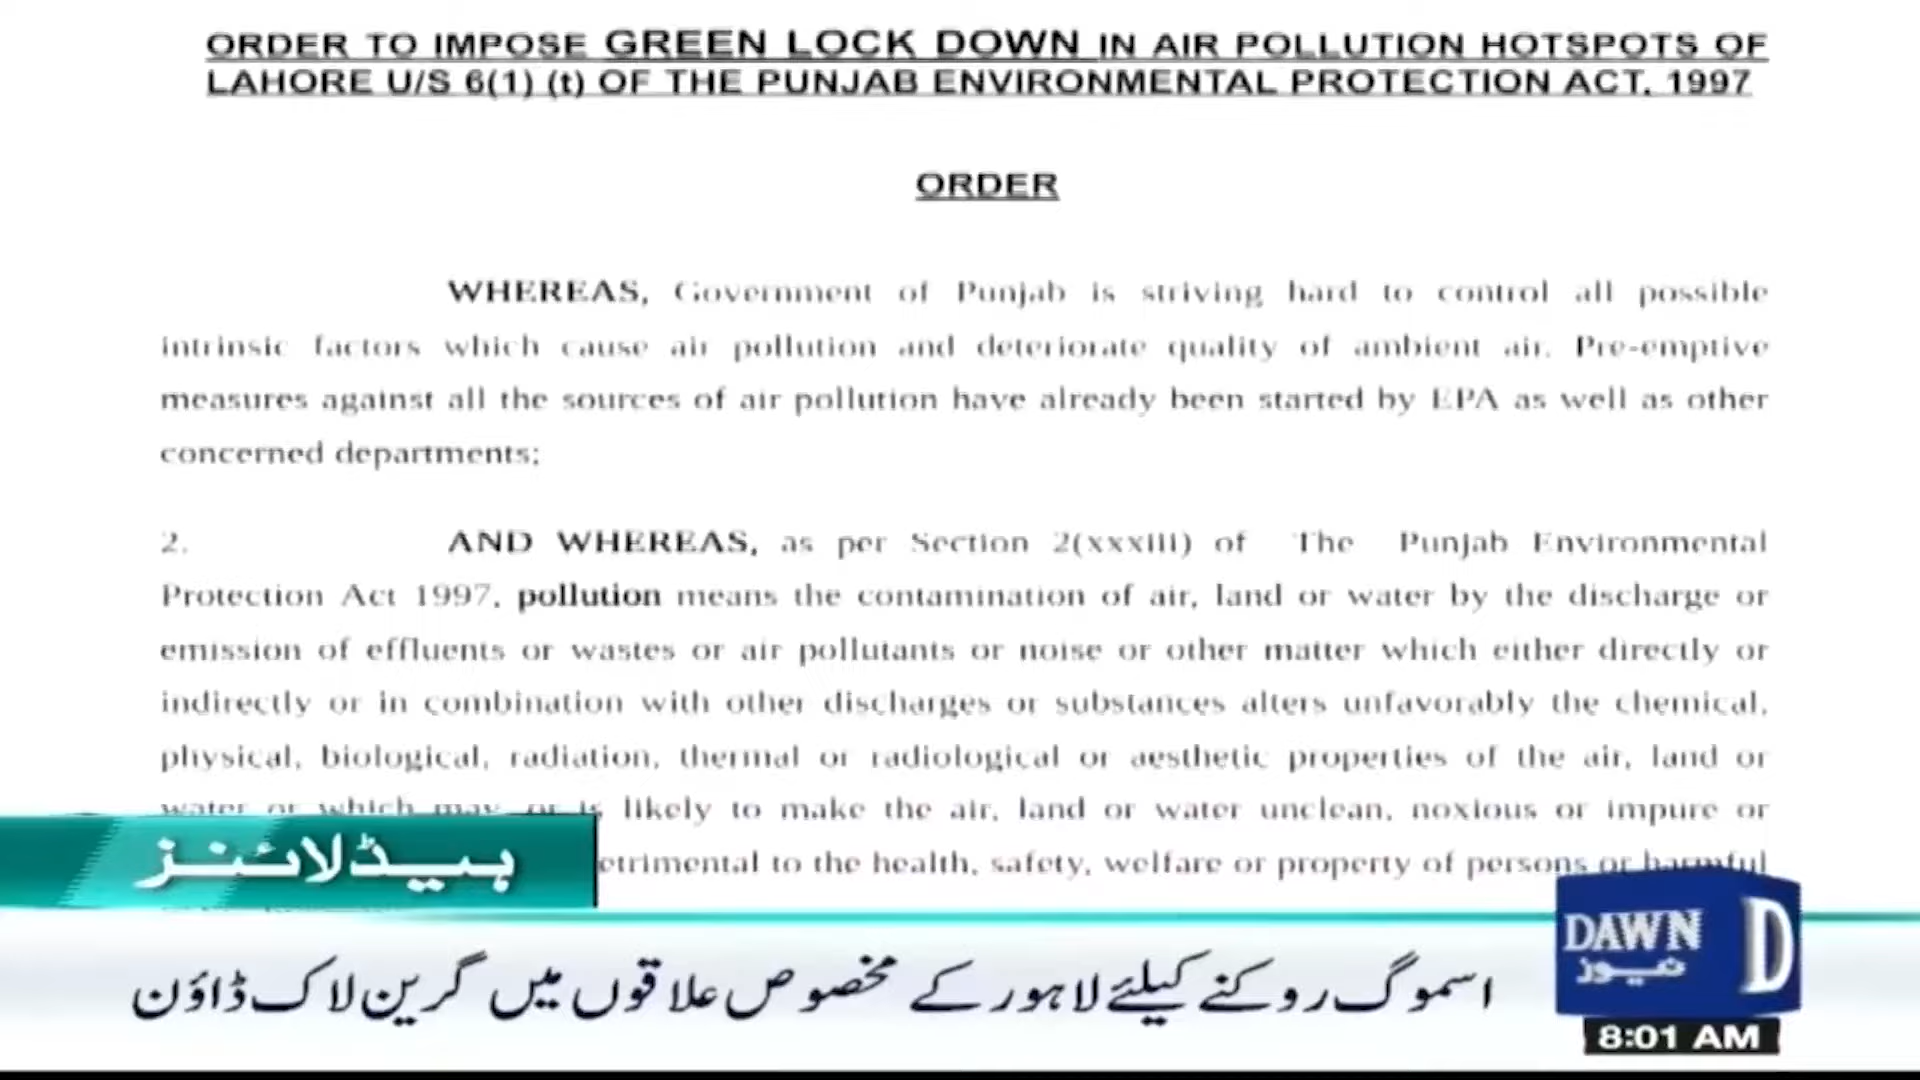 ORDER TO IMPOSE GREEN LOCK DOWN IN AIR POLLUTION HOTSPOTS OF
LAHORE U/S 6(1) (t) OF THE PUNJAB ENVIRONMENTAL PROTECTION ACT, 1997
ORDER
WHEREAS, Government of Punjab is striving hard to control all possible
intrinsic factors which cause air pollution and deteriorate quality of ambient air. Pre-emptive
measures against all the sources of air pollution have already been started by EPA as well as other
concerned departments;
2. AND WHEREAS, as per Section 2(xxxiii) of The Punjab Environmental
Protection Act 1997, pollution means the contamination of air, land or water by the discharge or
emission of effluents or wastes or air pollutants or noise or other matter which either directly or
indirectly or in combination with other discharges or substances alters unfavorably the chemical,
physical, biological, radiation, thermal or radiological or aesthetic properties of the air, land or
water or which may, or is likely to make the air, land or water unclean, noxious or impure or
etrimental to the health, safety, welfare or property of persons or harmful
ہیڈلائنز
اسموگ روکنے کیلئے لاہور کے مخصوص علاقوں میں گرین لاک ڈاؤن
DAWN D
نیوز
8:01 AM